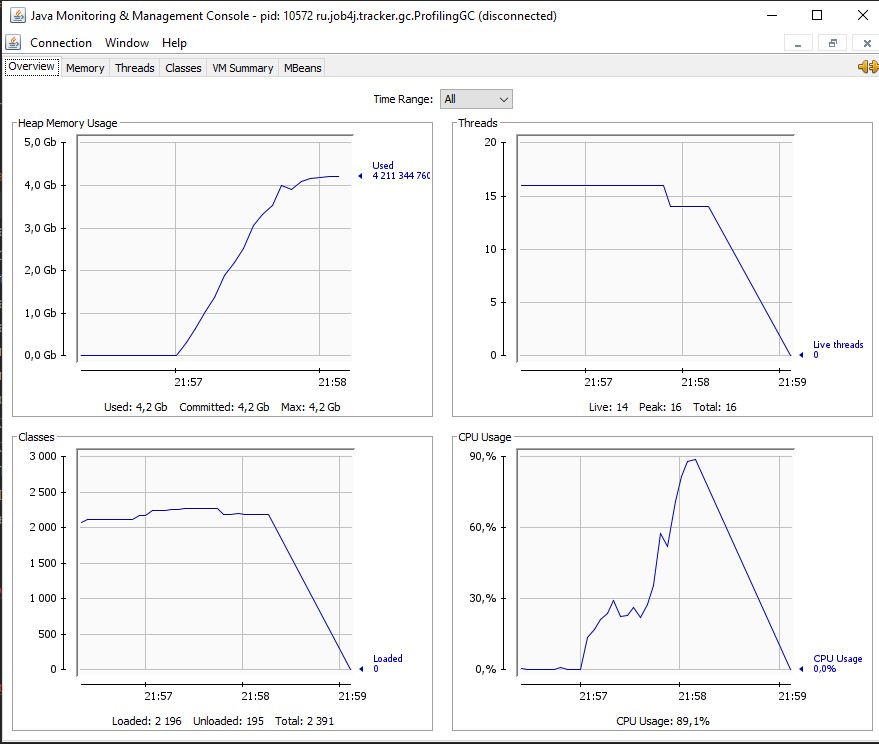 Java Monitoring & Management Console - pid: 10572 ru.job4j.tracker.gc.ProfilingGC (disconnected)
Connection Window Help
Overview Memory Threads Classes VM Summary MBeans
Time Range: All
Heap Memory Usage
5,0 Gb
4,0 Gb
3,0 Gb
2,0 Gb
1,0 Gb
0,0 Gb
Used
4 211 344 760
21:57 21:58
Used: 4,2 Gb Committed: 4,2 Gb Max: 4,2 Gb
Threads
20
15
10
5
0
Live threads
0
21:57 21:58 21:59
Live: 14 Peak: 16 Total: 16
Classes
3 000
2 500
2 000
1 500
1 000
500
0
Loaded
0
21:57 21:58 21:59
Loaded: 2 196 Unloaded: 195 Total: 2 391
CPU Usage
90,%
60,%
30,%
0,%
CPU Usage
0,0%
21:57 21:58 21:59
CPU Usage: 89,1%